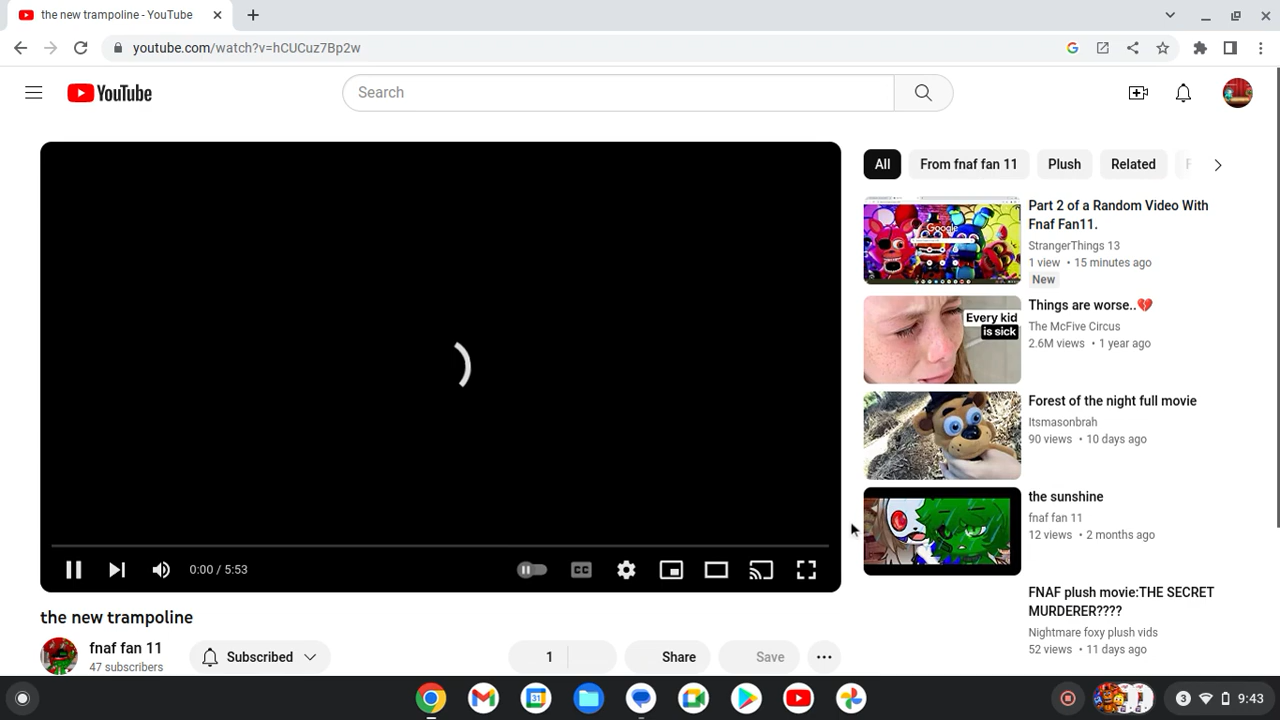 the new trampoline - YouTube
youtube.com/watch?v=hCUCuz7Bp2w
YouTube
Search
All
From fnaf fan 11
Plush
Related
Google
Part 2 of a Random Video With
Fnaf Fan11.
StrangerThings 13
1 view • 15 minutes ago
New
Every kid
is sick
Things are worse..💔
The McFive Circus
2.6M views • 1 year ago
Forest of the night full movie
Itsmasonbrah
90 views • 10 days ago
the sunshine
fnaf fan 11
12 views • 2 months ago
FNAF plush movie:THE SECRET
MURDERER????
Nightmare foxy plush vids
52 views • 11 days ago
0:00 / 5:53
CC
the new trampoline
fnaf fan 11
47 subscribers
Subscribed
1
Share
Save
31
3
9:43